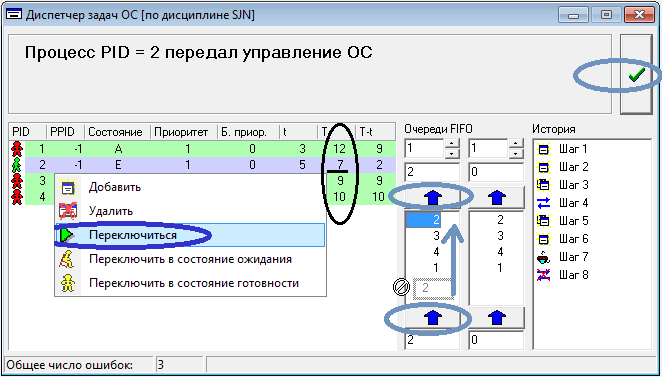 Диспетчер задач ОС [по дисциплине SJN]
Процесс PID = 2 передал управление ОС
PID PPID Состояние Приоритет Б. приор. t T T-t
1 -1 A 1 0 3 12 9
2 -1 E 1 0 5 7 2
3 9 9
4 10 10
Добавить
Удалить
Переключиться
Переключить в состояние ожидания
Переключить в состояние готовности
Очереди FIFO
1 1
2 0
2 2
3 3
4 4
1 1
2
2 0
История
Шаг 1
Шаг 2
Шаг 3
Шаг 4
Шаг 5
Шаг 6
Шаг 7
Шаг 8
Общее число ошибок: 3